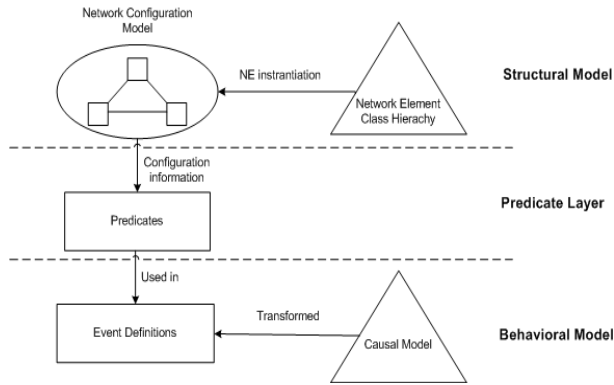 Network Configuration
Model
NE instrantiation
Structural Model
Network Element
Class Hierachy
Configuration
information
Predicates
Predicate Layer
Used in
Transformed
Event Definitions
Causal Model
Behavioral Model